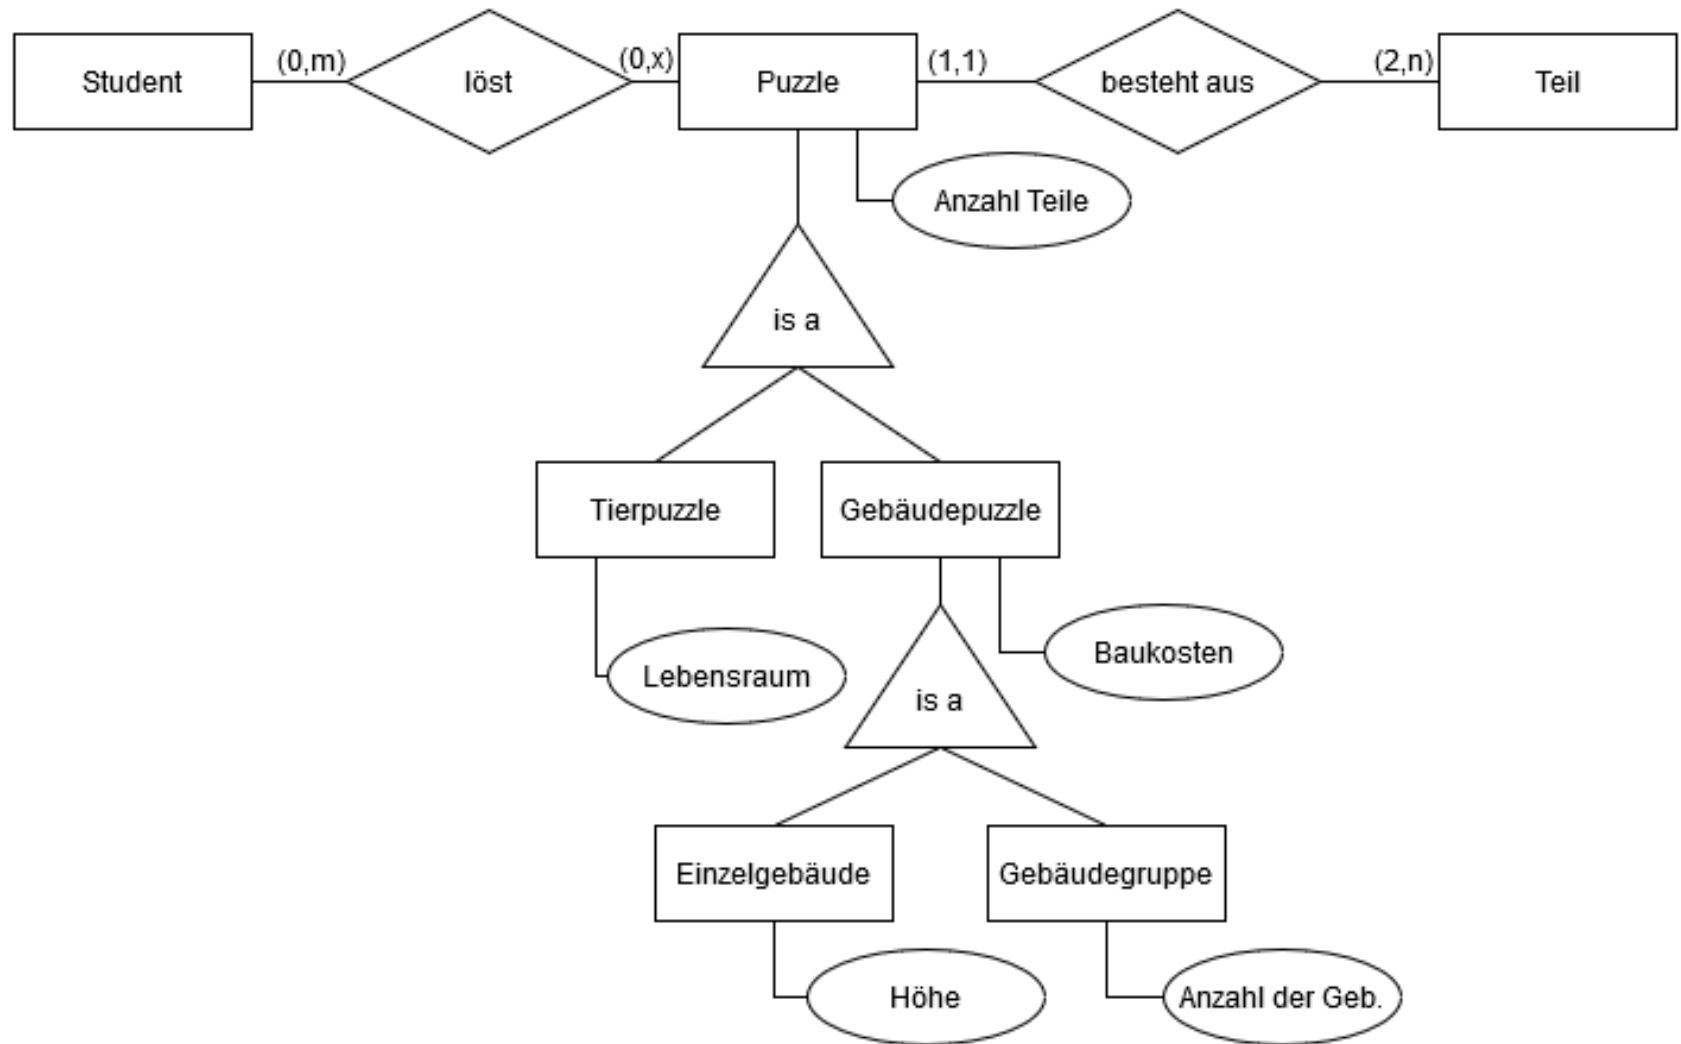 Student
(0,m)
löst
(0,x)
Puzzle
(1,1)
besteht aus
(2,n)
Teil
Anzahl Teile
is a
Tierpuzzle
Gebäudepuzzle
Lebensraum
Baukosten
is a
Einzelgebäude
Gebäudegruppe
Höhe
Anzahl der Geb.